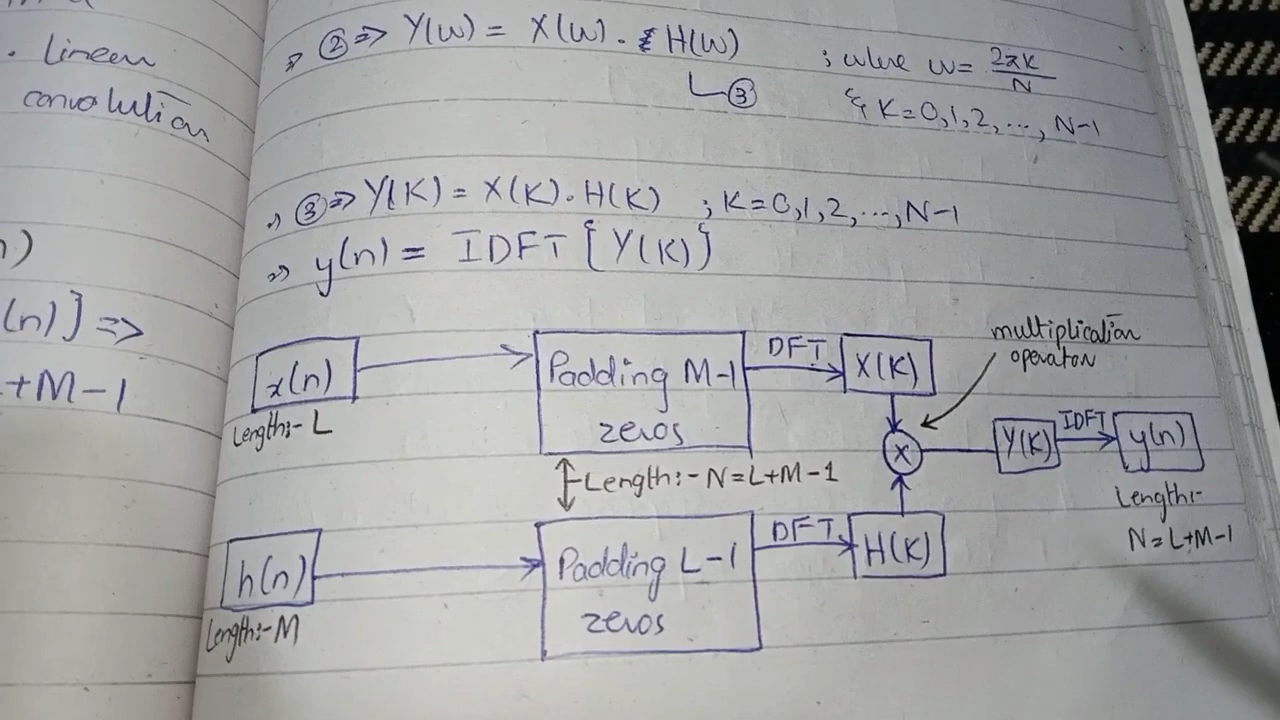 . linear
convolution
n)
(n)] =>
+M-1
=> ② => Y(w) = X(w) . H(w) ; where w = 2πK/N
↳ ③ & K=0,1,2,..., N-1
=> ③ => Y(K) = X(K) . H(K) ; K=0,1,2,..., N-1
=> y(n) = IDFT [Y(K)]
multiplication
operation
x(n)
Length:- L
Padding M-1
zeros
DFT
X(K)
X
Y(K)
IDFT
y(n)
Length:-
N=L+M-1
Length:- N=L+M-1
h(n)
Length:- M
Padding L-1
zeros
DFT
H(K)